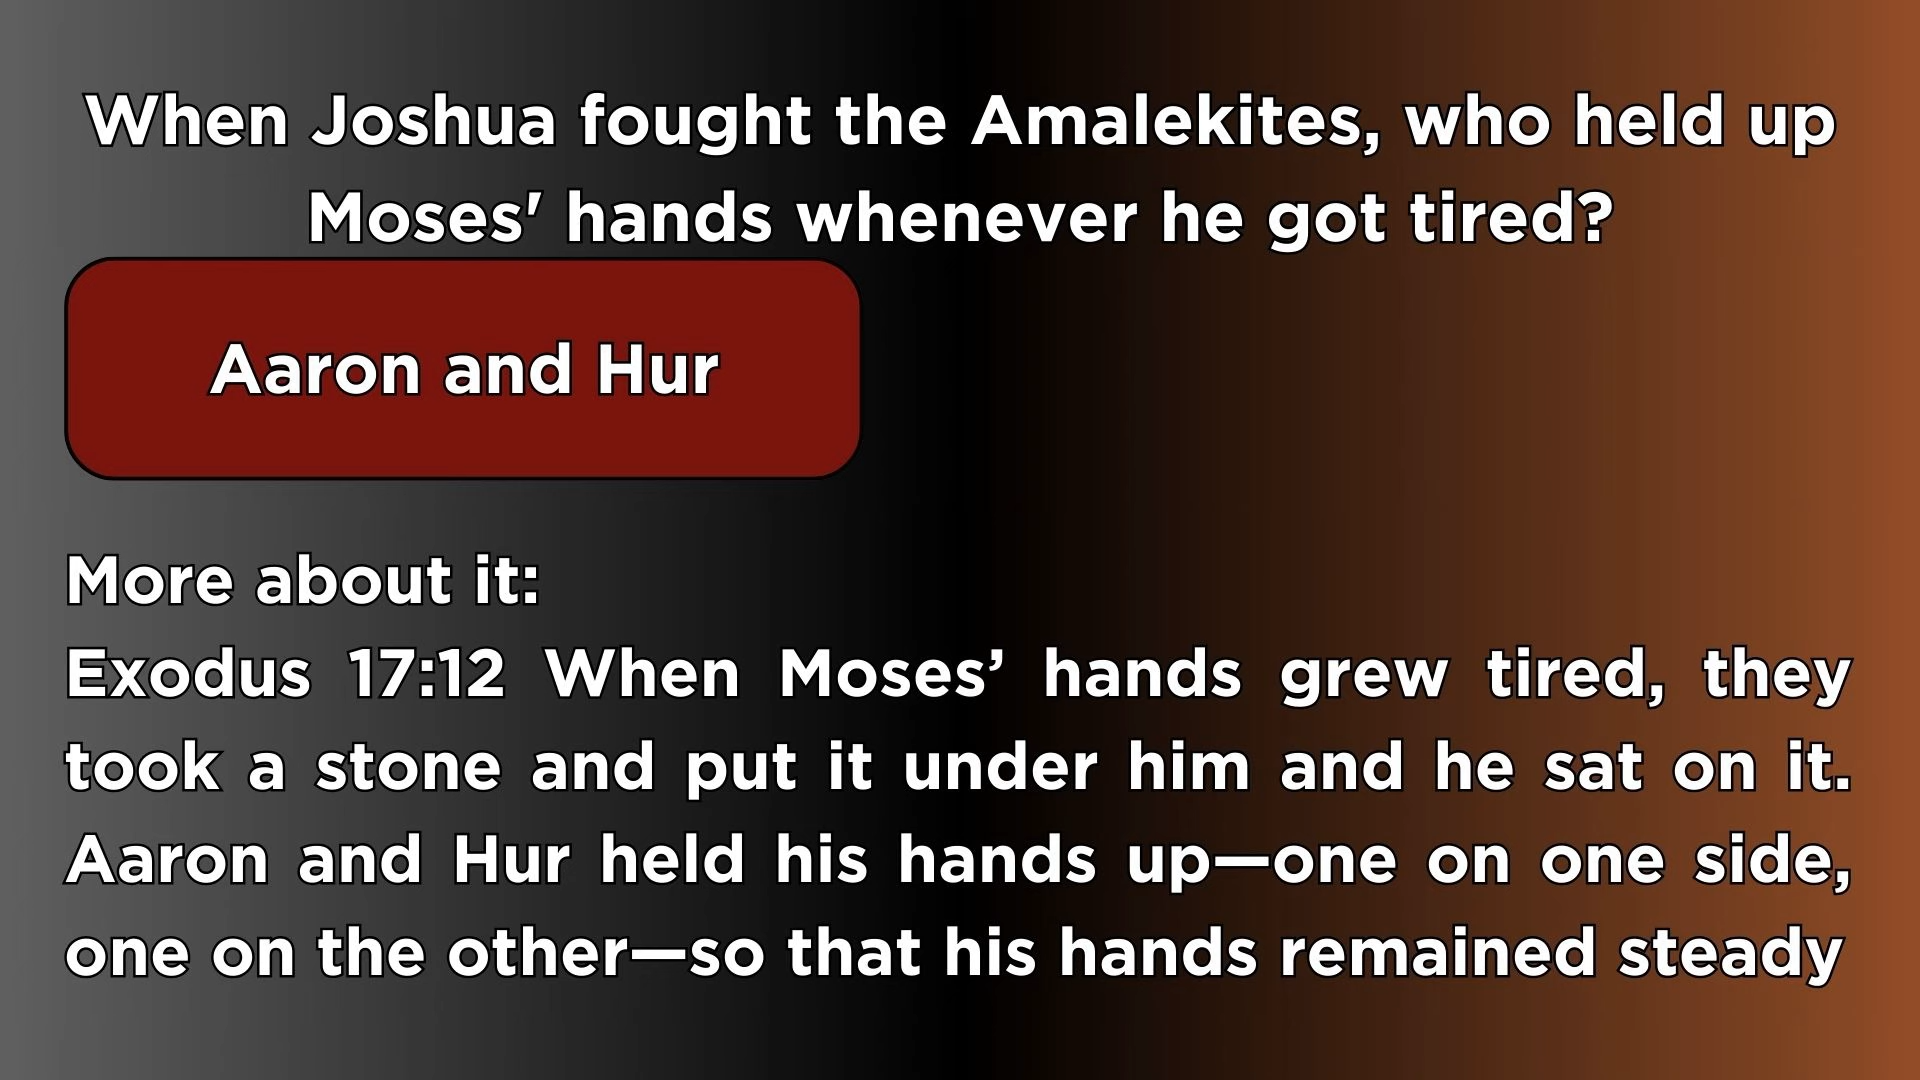 When Joshua fought the Amalekites, who held up
Moses' hands whenever he got tired?
Aaron and Hur
More about it:
Exodus 17:12 When Moses’ hands grew tired, they
took a stone and put it under him and he sat on it.
Aaron and Hur held his hands up—one on one side,
one on the other—so that his hands remained steady